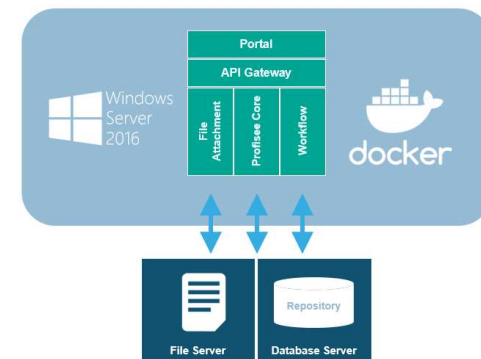 Portal
API Gateway
Windows
Server
2016
File
Attachment
Profisee Core
Workflow
docker
Repository
File Server
Database Server